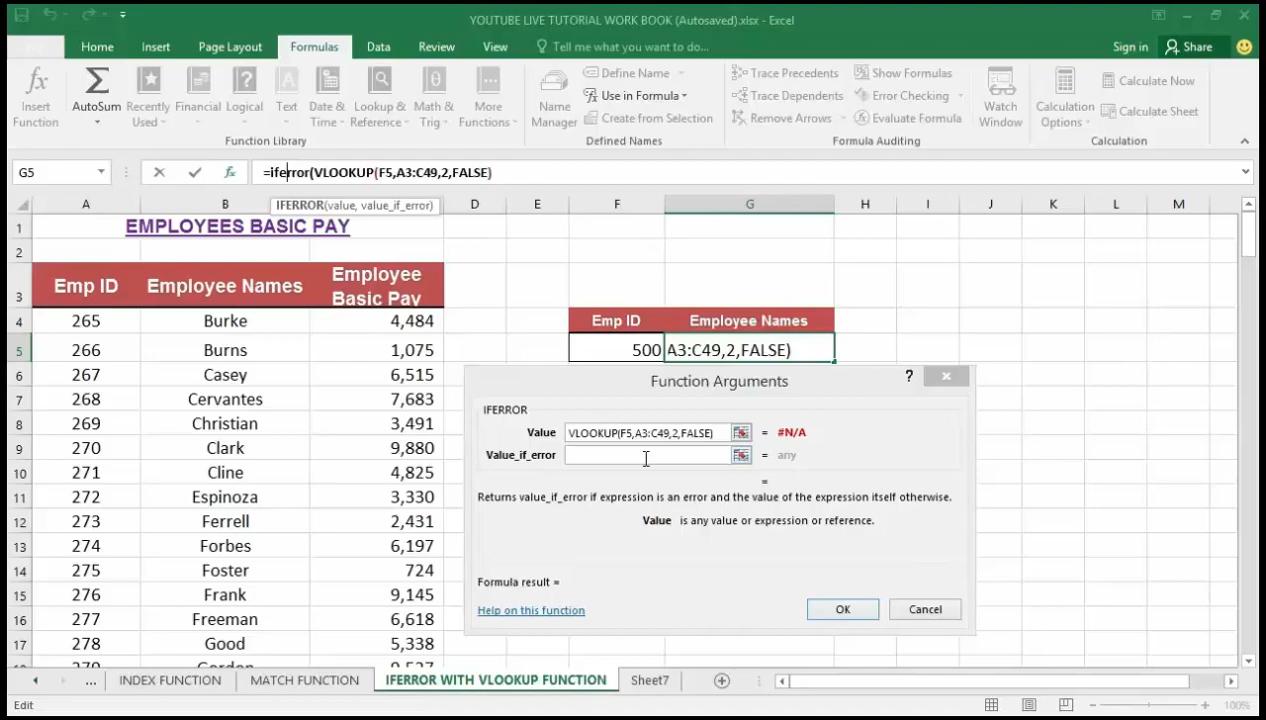 YOUTUBE LIVE TUTORIAL WORK BOOK (Autosaved).xlsx - Excel
Home Insert Page Layout Formulas Data Review View Tell me what you want to do... Sign in Share
Insert Function
AutoSum
Recently Used
Financial
Logical
Text
Date & Time
Lookup & Reference
Math & Trig
More Functions
Function Library
Name Manager
Define Name
Use in Formula
Create from Selection
Defined Names
Trace Precedents
Trace Dependents
Remove Arrows
Show Formulas
Error Checking
Evaluate Formula
Formula Auditing
Watch Window
Calculation Options
Calculate Now
Calculate Sheet
Calculation
G5 fx =iferror(VLOOKUP(F5,A3:C49,2,FALSE)
IFERROR(value, value_if_error)
A B C D E F G H I J K L M
1 EMPLOYEES BASIC PAY
2
3 Emp ID Employee Names Employee Basic Pay
4 265 Burke 4,484 Emp ID Employee Names
5 266 Burns 1,075 500 A3:C49,2,FALSE)
6 267 Casey 6,515
7 268 Cervantes 7,683
8 269 Christian 3,491
9 270 Clark 9,880
10 271 Cline 4,825
11 272 Espinoza 3,330
12 273 Ferrell 2,431
13 274 Forbes 6,197
14 275 Foster 724
15 276 Frank 9,145
16 277 Freeman 6,618
17 278 Good 5,338
Function Arguments ?
IFERROR
Value VLOOKUP(F5,A3:C49,2,FALSE) = #N/A
Value_if_error = any
=
Returns value_if_error if expression is an error and the value of the expression itself otherwise.
Value is any value or expression or reference.
Formula result =
Help on this function OK Cancel
... INDEX FUNCTION MATCH FUNCTION IFERROR WITH VLOOKUP FUNCTION Sheet7
Edit 100%